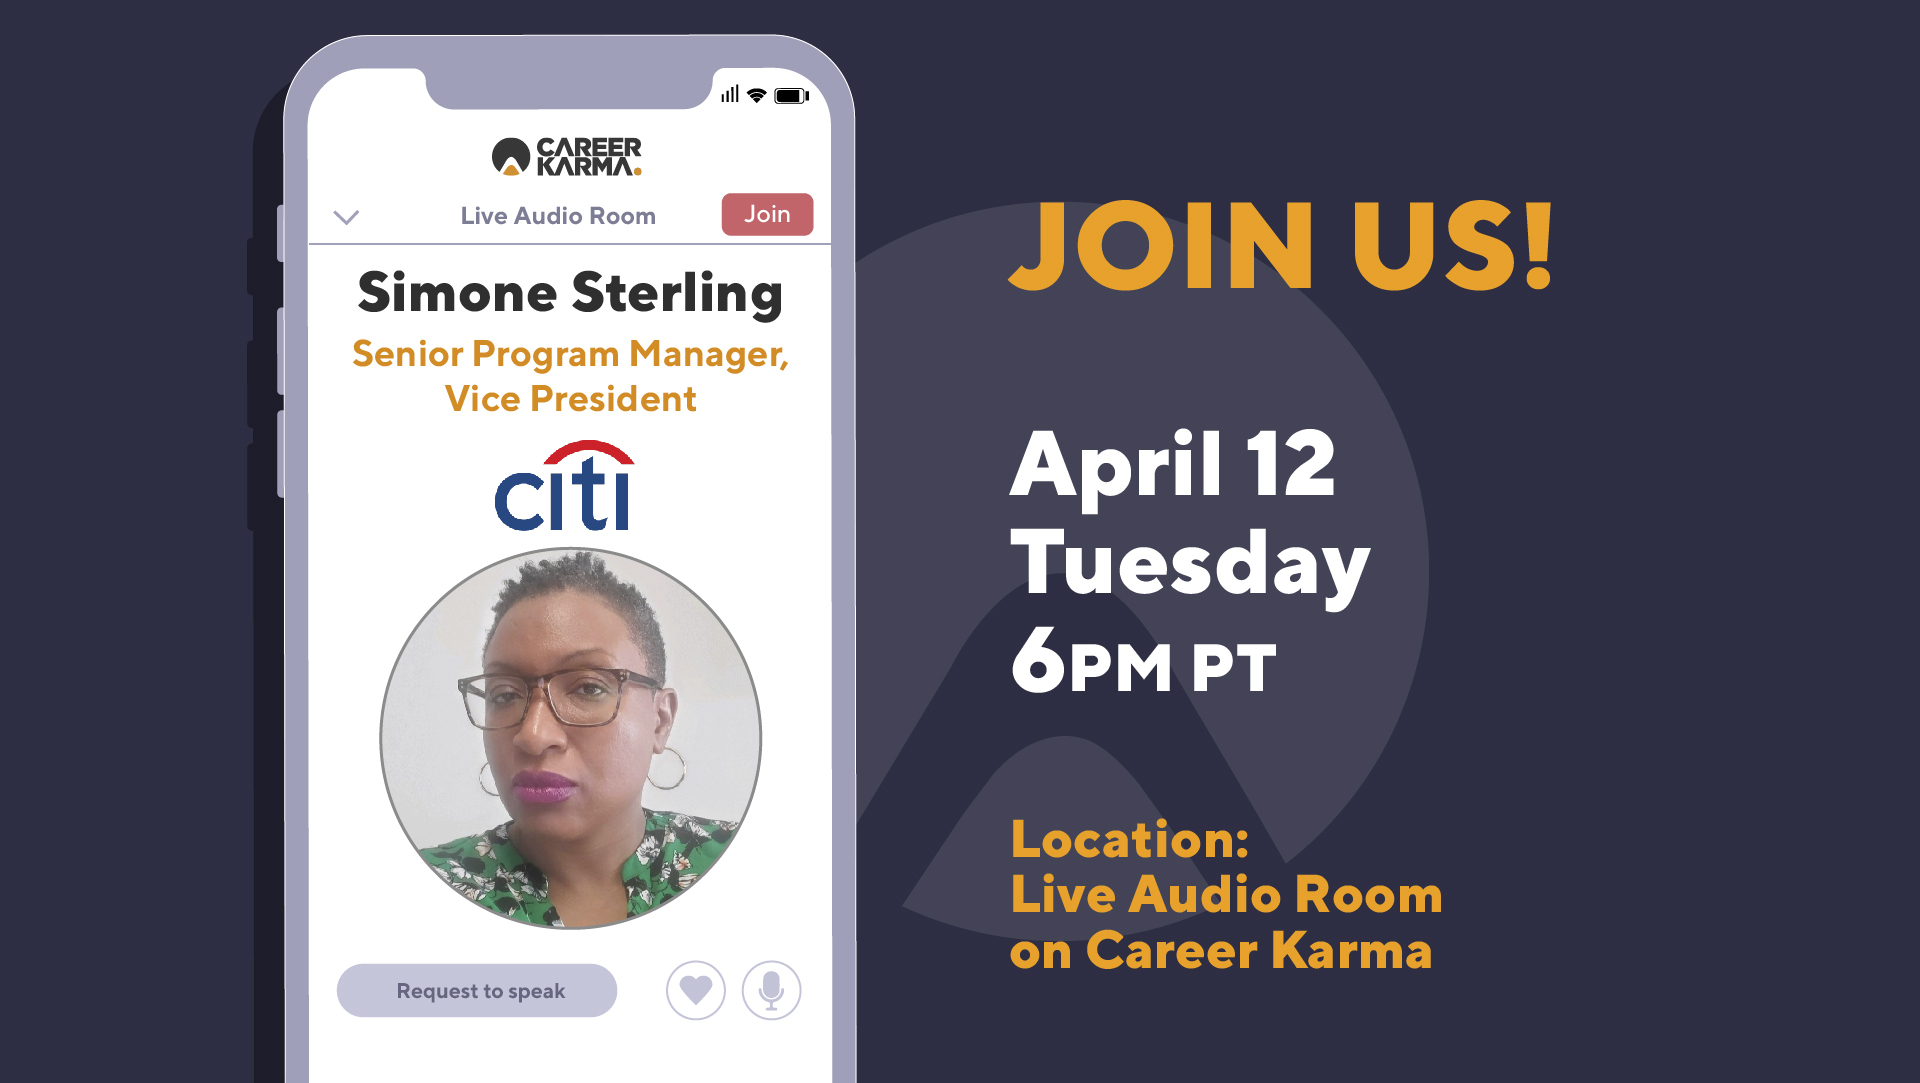 CAREER
KARMA.
Live Audio Room
Join
Simone Sterling
Senior Program Manager,
Vice President
citi
Request to speak
JOIN US!
April 12
Tuesday
6PM PT
Location:
Live Audio Room
on Career Karma